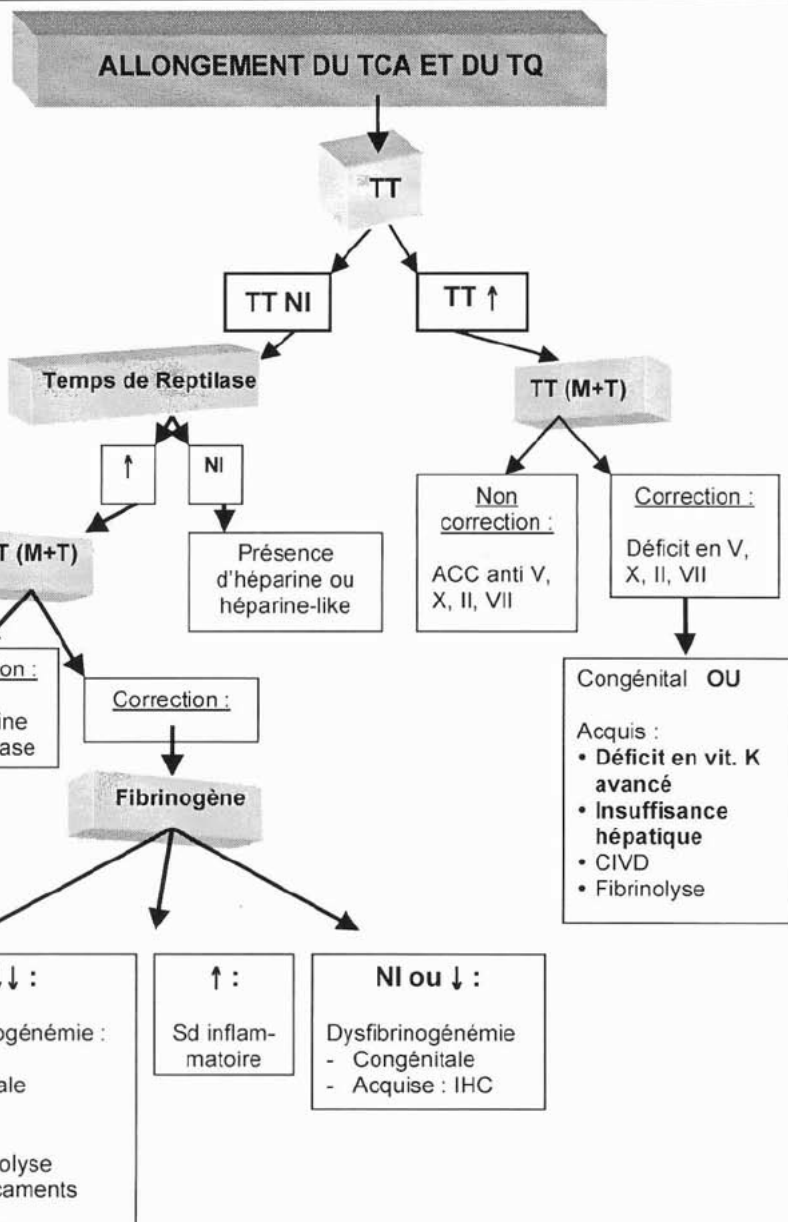 ALLONGEMENT DU TCA ET DU TQ
TT
TT NI
TT ↑
Temps de Reptilase
TT (M+T)
↑
NI
Non
correction :
ACC anti V,
X, II, VII
Correction :
Déficit en V,
X, II, VII
T (M+T)
Présence
d'héparine ou
héparine-like
on :
ine
ase
Correction :
Congénital OU
Acquis :
• Déficit en vit. K
avancé
• Insuffisance
hépatique
• CIVD
• Fibrinolyse
Fibrinogène
↓ :
ogénémie :
ale
olyse
caments
↑ :
Sd inflam-
matoire
NI ou ↓ :
Dysfibrinogénémie
- Congénitale
- Acquise : IHC